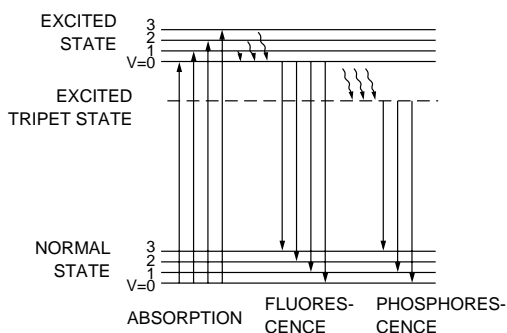 EXCITED
STATE
3
2
1
V=0
EXCITED
TRIPET STATE
NORMAL
STATE
3
2
1
V=0
ABSORPTION
FLUORES-
CENCE
PHOSPHORES-
CENCE